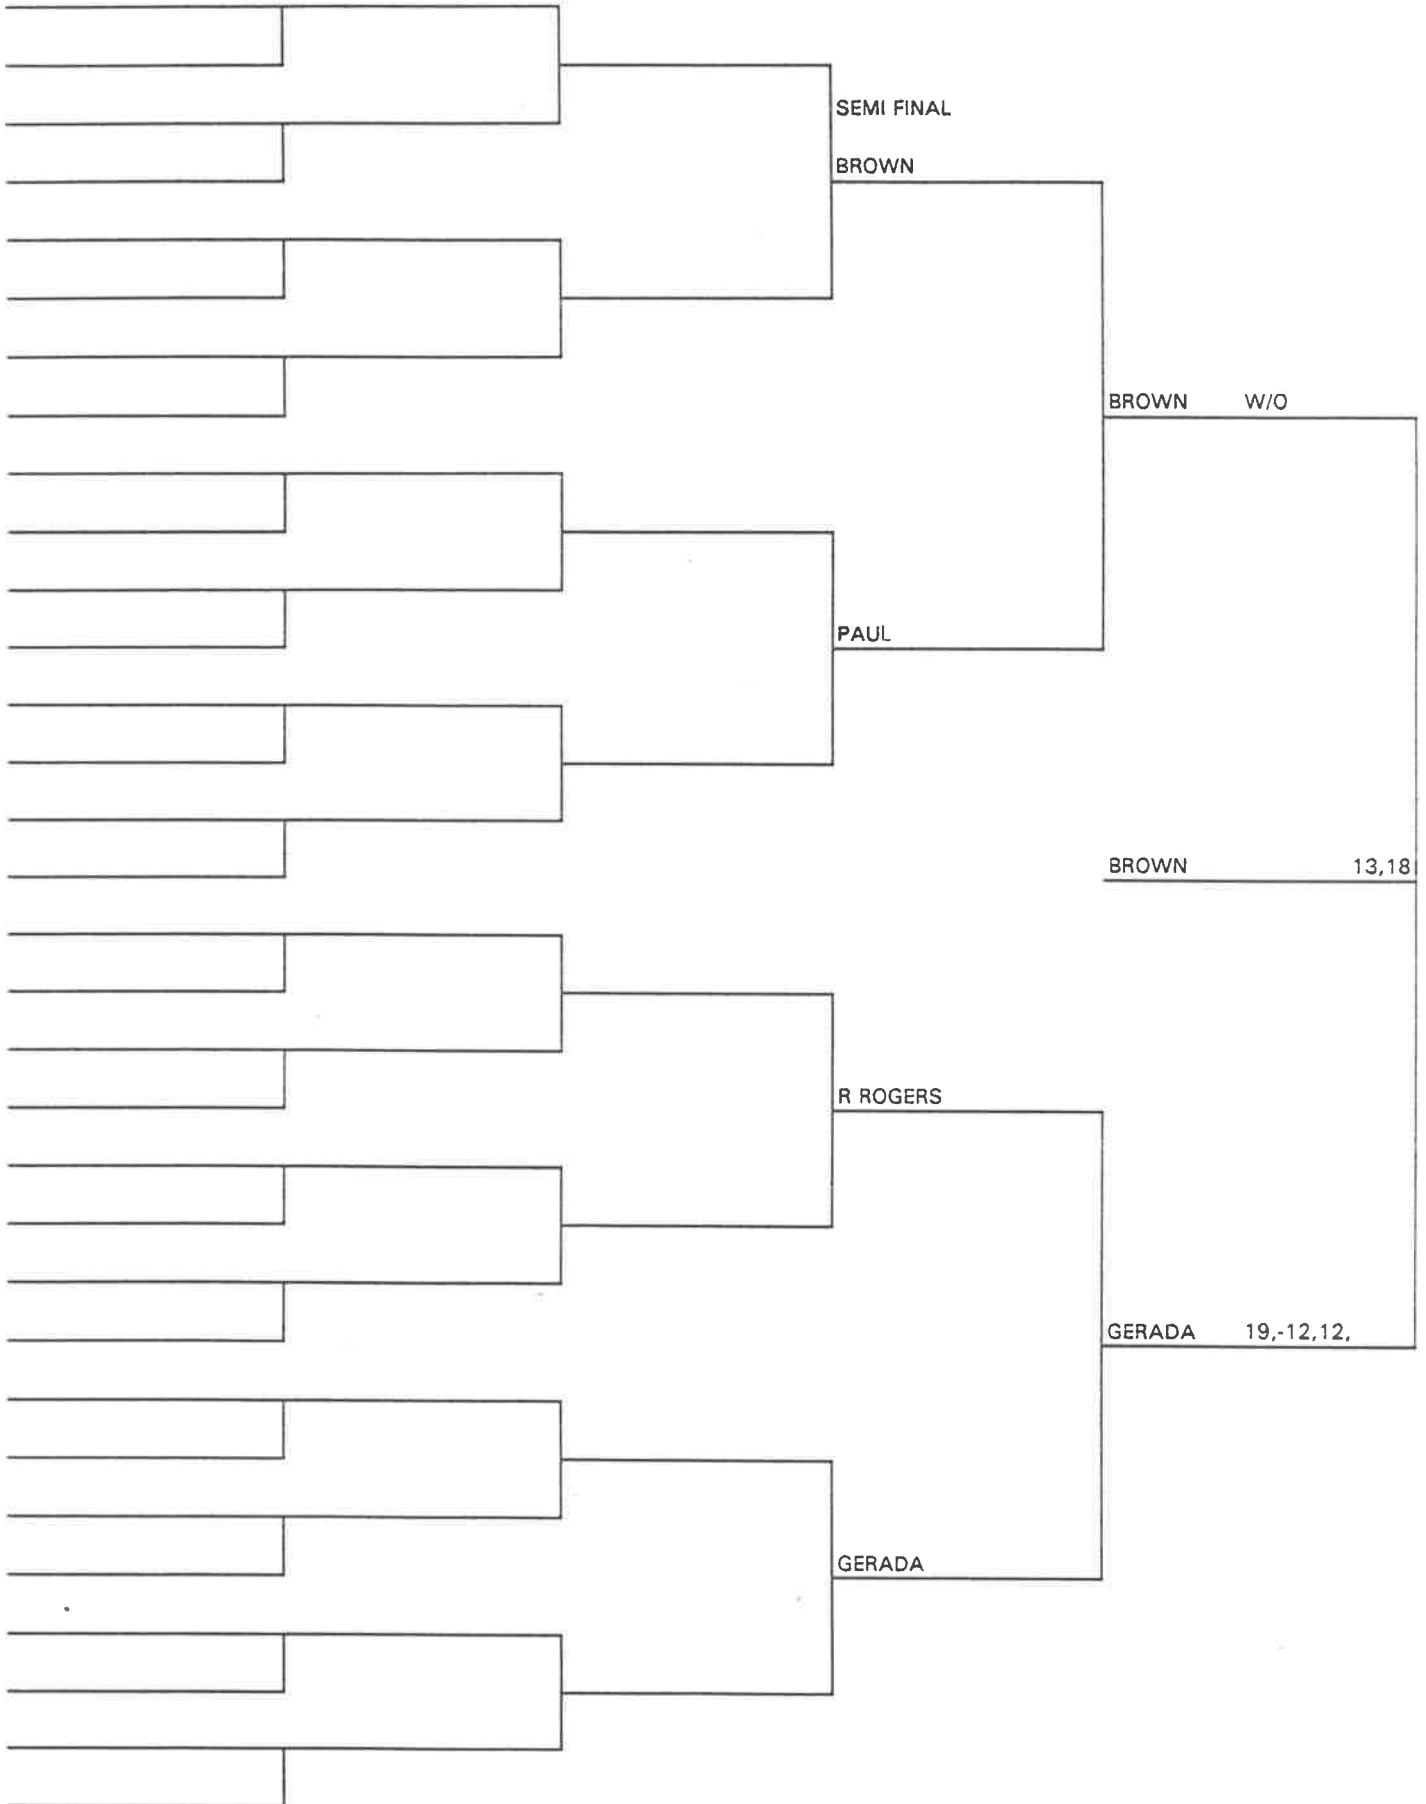 SEMI FINAL
BROWN
BROWN W/O
PAUL
BROWN 13,18
R ROGERS
GERADA 19,-12,12,
GERADA